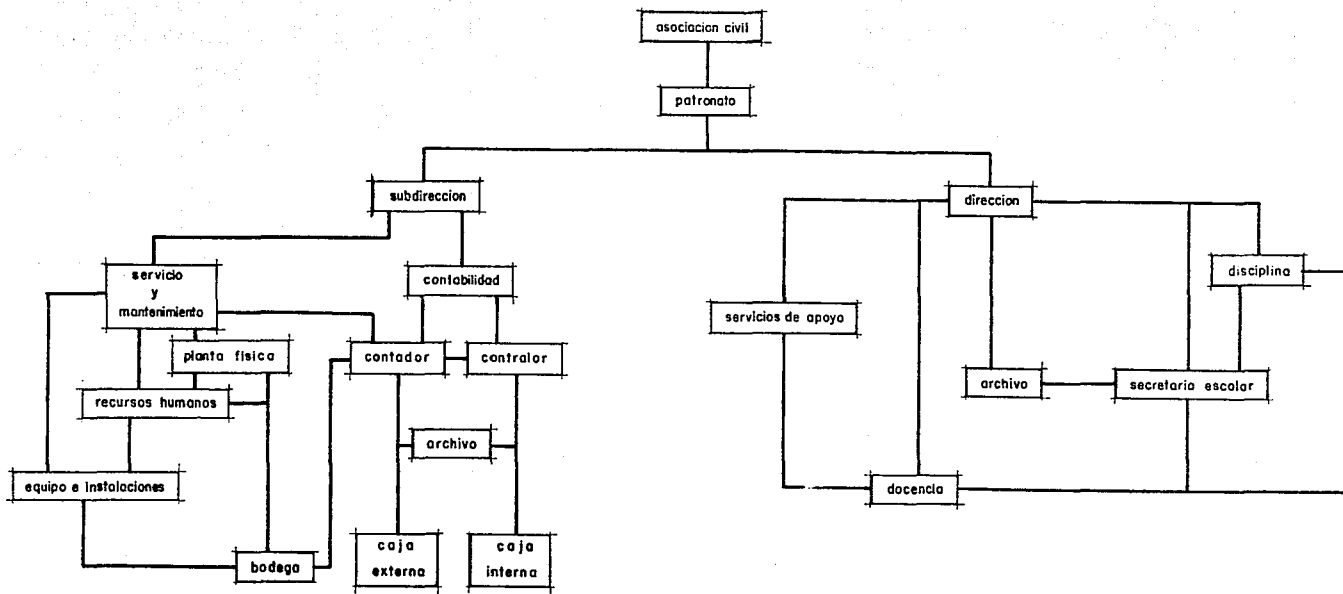 asociacion civil
patronato
subdireccion
direccion
servicio
y
mantenimiento
contabilidad
disciplina
servicios de apoyo
planta fisica
contador
contralor
archivo
secretaria escolar
recursos humanos
archivo
equipo e instalaciones
docencia
caja
externa
caja
interna
bodega